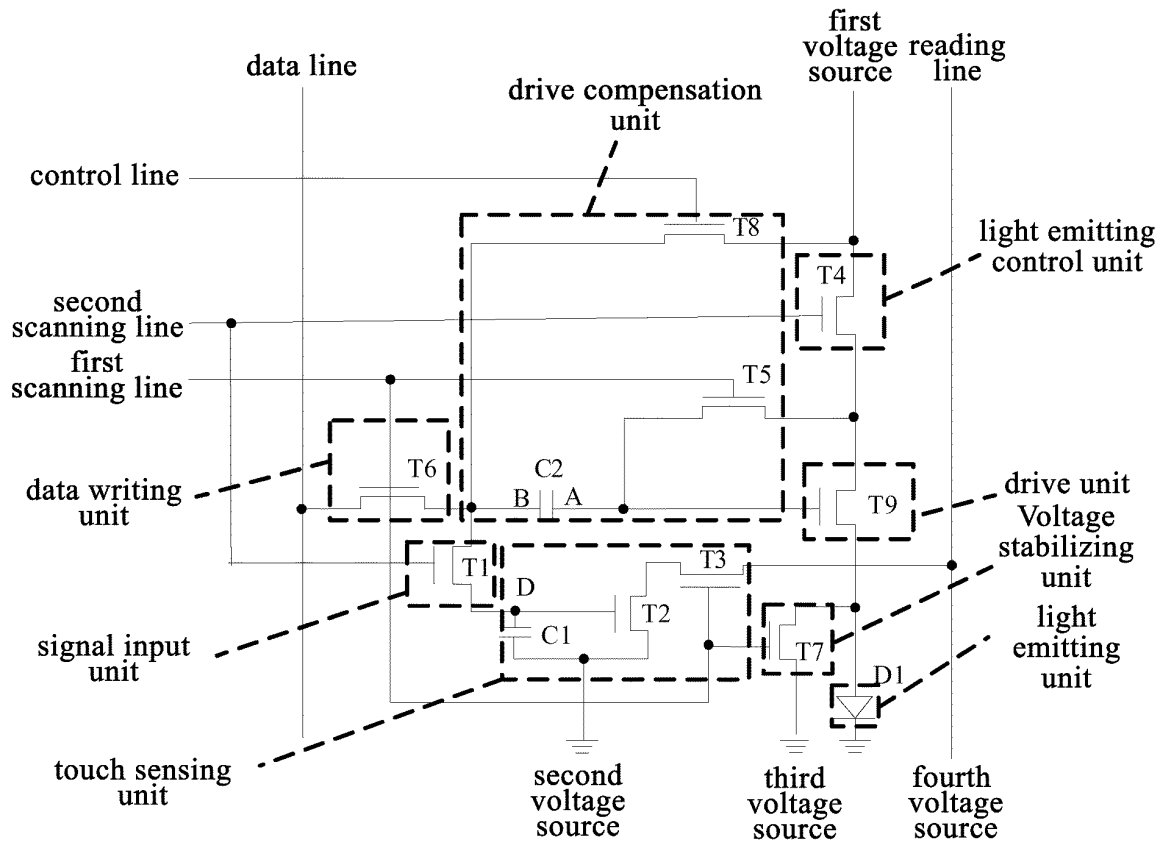 first
voltage
source
reading
line
data line
drive compensation
unit
control line
T8
light emitting
control unit
T4
second
scanning line
first
scanning line
T5
T6
C2
B
A
data writing
unit
T9
drive unit
Voltage
stabilizing
unit
T1
T3
D
T2
C1
T7
signal input
unit
light
emitting
unit
D1
touch sensing
unit
second
voltage
source
third
voltage
source
fourth
voltage
source